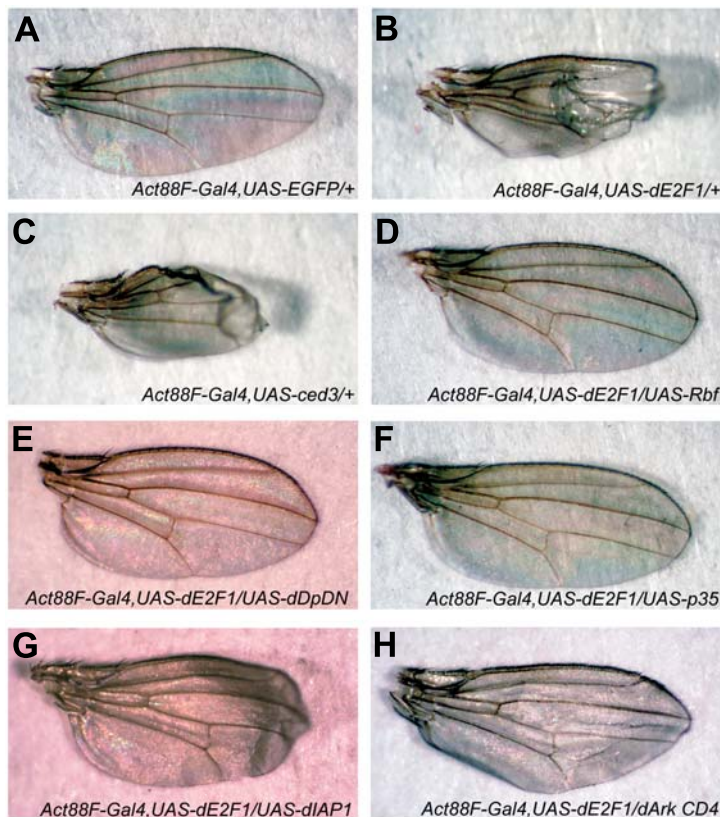 A
Act88F-Gal4,UAS-EGFP/+
B
Act88F-Gal4,UAS-dE2F1/+
C
Act88F-Gal4,UAS-ced3/+
D
Act88F-Gal4,UAS-dE2F1/UAS-Rbf
E
Act88F-Gal4,UAS-dE2F1/UAS-dDpDN
F
Act88F-Gal4,UAS-dE2F1/UAS-p35
G
Act88F-Gal4,UAS-dE2F1/UAS-dIAP1
H
Act88F-Gal4,UAS-dE2F1/dArk CD4